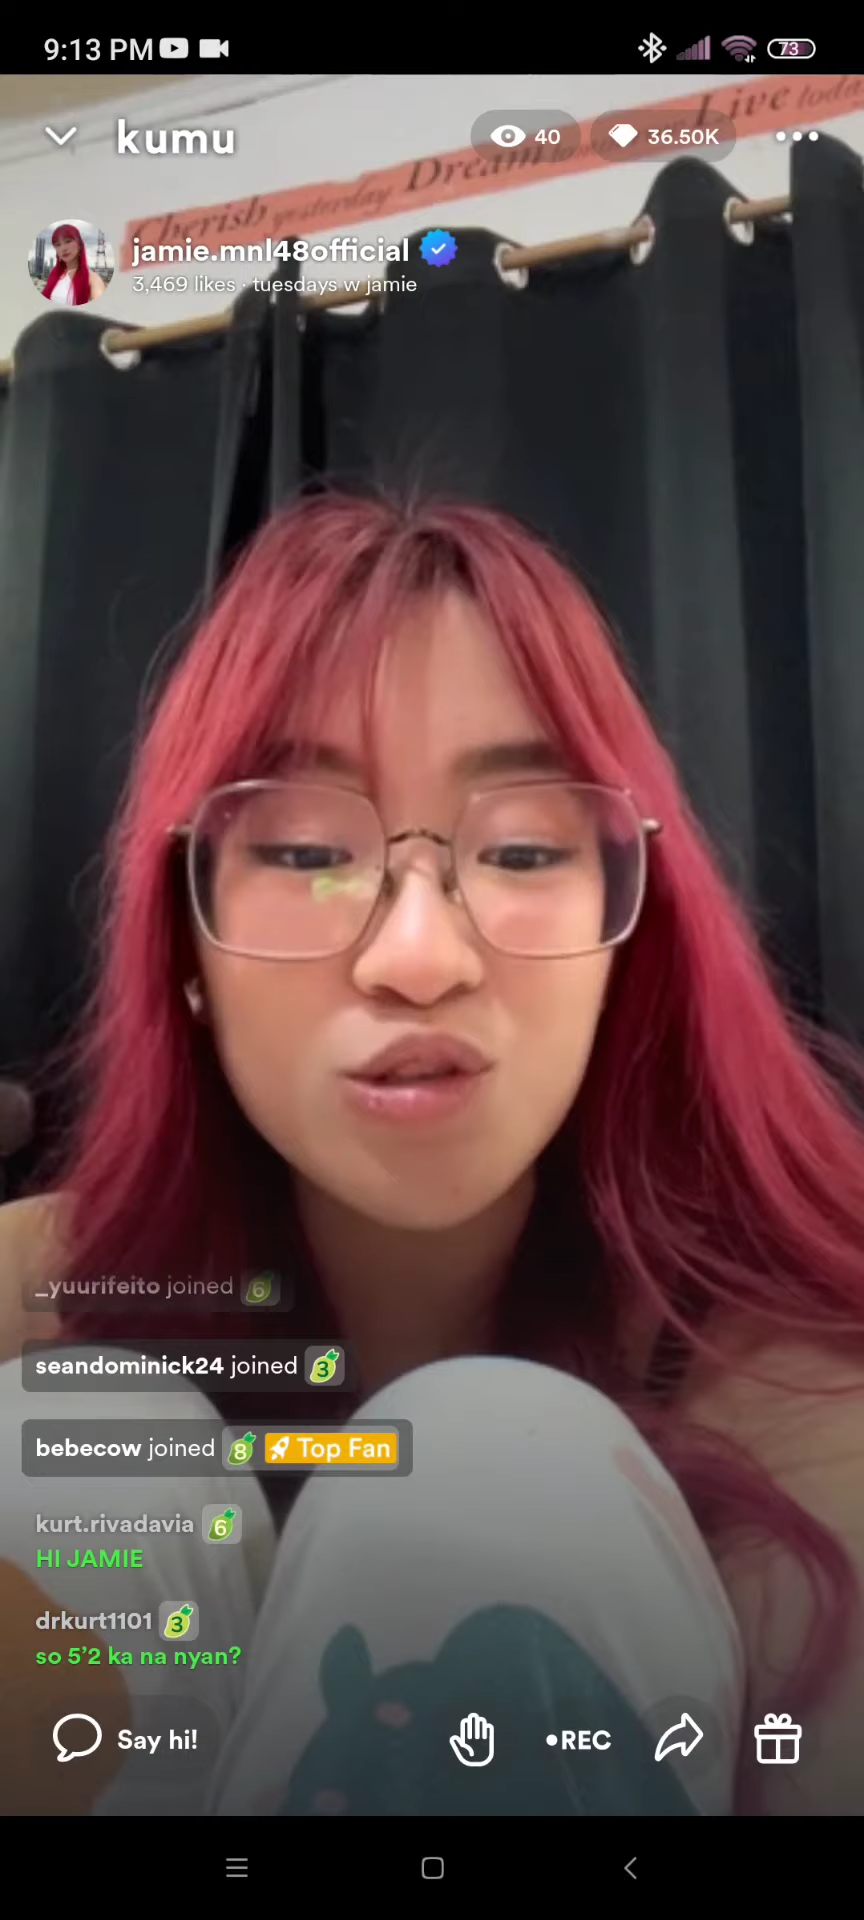 9:13 PM
73
kumu
40
36.50K
Cherish yesterday Dream Live today
jamie.mnl48official
3,469 likes · tuesdays w jamie
_yuurifeito joined 6
seandominick24 joined 3
bebecow joined 8 Top Fan
kurt.rivadavia 6
HI JAMIE
drkurt1101 3
so 5'2 ka na nyan?
Say hi!
•REC